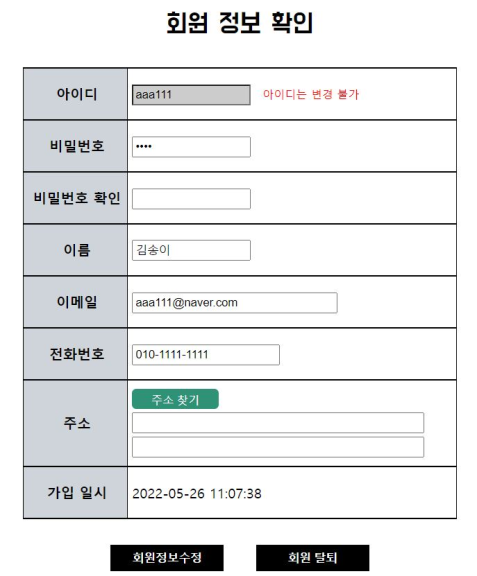 회원 정보 확인
아이디 aaa111 아이디는 변경 불가
비밀번호 ••••
비밀번호 확인
이름 김송이
이메일 aaa111@naver.com
전화번호 010-1111-1111
주소 찾기
주소
가입 일시 2022-05-26 11:07:38
회원정보수정 회원 탈퇴